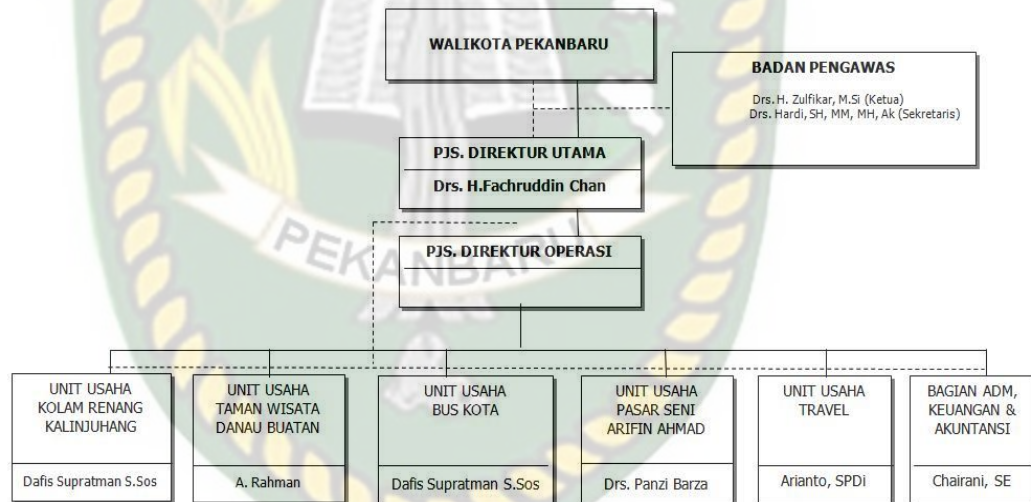 WALIKOTA PEKANBARU
BADAN PENGAWAS
Drs. H. Zulfikar, M.Si (Ketua)
Drs. Hardi, SH, MM, MH, Ak (Sekretaris)
PJS. DIREKTUR UTAMA
Drs. H.Fachruddin Chan
PEKANBARU
PJS. DIREKTUR OPERASI
UNIT USAHA
KOLAM RENANG
KALINJUHANG
Dafis Supratman S.Sos
UNIT USAHA
TAMAN WISATA
DANAU BUATAN
A. Rahman
UNIT USAHA
BUS KOTA
Dafis Supratman S.Sos
UNIT USAHA
PASAR SENI
ARIFIN AHMAD
Drs. Panzi Barza
UNIT USAHA
TRAVEL
Arianto, SPDi
BAGIAN ADM,
KEUANGAN &
AKUNTANSI
Chairani, SE